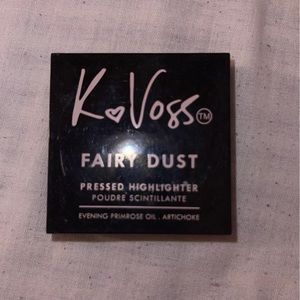 K♡Voss™
FAIRY DUST
PRESSED HIGHLIGHTER
POUDRE SCINTILLANTE
EVENING PRIMROSE OIL . ARTICHOKE